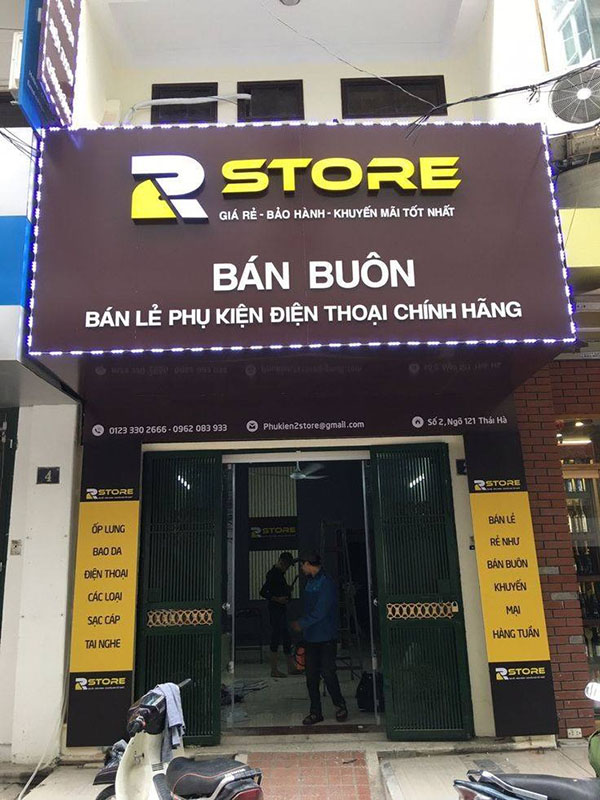 R STORE
GIÁ RẺ - BẢO HÀNH - KHUYẾN MÃI TỐT NHẤT
BÁN BUÔN
BÁN LẺ PHỤ KIỆN ĐIỆN THOẠI CHÍNH HÃNG
0123 330 2666 - 0962 083 933
Phukien2store@gmail.com
Số 2, Ngõ 121 Thái Hà
4
R STORE
ỐP LƯNG
BAO DA
ĐIỆN THOẠI
CÁC LOẠI
SẠC CÁP
TAI NGHE
R STORE
R STORE
R STORE
BÁN LẺ
RẺ NHƯ
BÁN BUÔN
KHUYẾN
MẠI
HÀNG TUẦN
R STORE